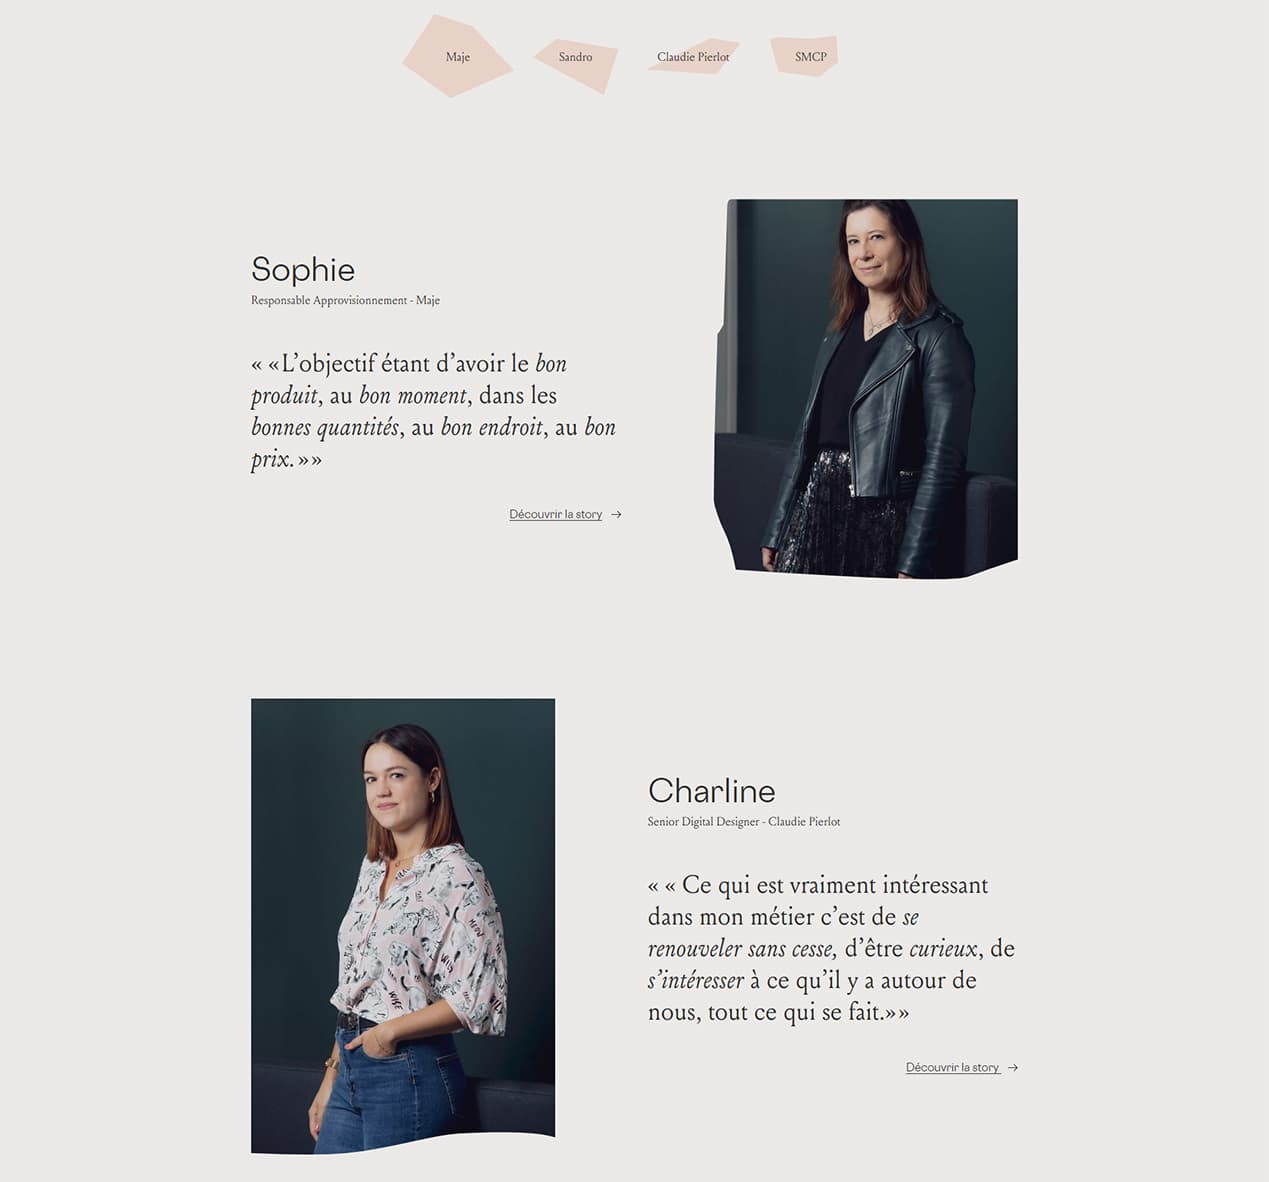 Maje
Sandro
Claudie Pierlot
SMCP
Sophie
Responsable Approvisionnement - Maje
« «L’objectif étant d’avoir le bon
produit, au bon moment, dans les
bonnes quantités, au bon endroit, au bon
prix.»»
Découvrir la story →
Charline
Senior Digital Designer - Claudie Pierlot
« « Ce qui est vraiment intéressant
dans mon métier c’est de se
renouveler sans cesse, d’être curieux, de
s’intéresser à ce qu’il y a autour de
nous, tout ce qui se fait.»»
Découvrir la story →